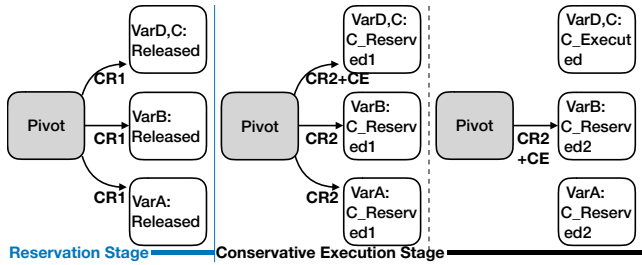 VarD,C:
Released
CR1
Pivot
CR1
VarB:
Released
CR1
VarA:
Released
Reservation Stage
VarD,C:
C_Reserv
ed1
CR2+CE
Pivot
CR2
VarB:
C_Reserv
ed1
CR2
VarA:
C_Reserv
ed1
VarD,C:
C_Execut
ed
Pivot
CR2
+CE
VarB:
C_Reserv
ed2
VarA:
C_Reserv
ed2
Conservative Execution Stage